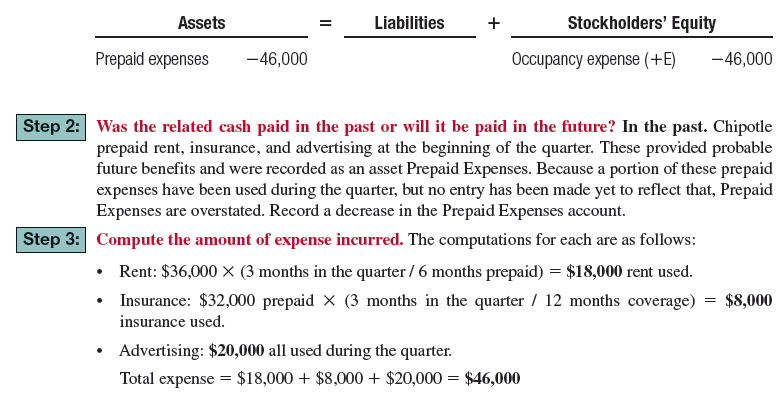 Assets = Liabilities + Stockholders' Equity
Prepaid expenses −46,000 Occupancy expense (+E) −46,000
Step 2: Was the related cash paid in the past or will it be paid in the future? In the past. Chipotle
prepaid rent, insurance, and advertising at the beginning of the quarter. These provided probable
future benefits and were recorded as an asset Prepaid Expenses. Because a portion of these prepaid
expenses have been used during the quarter, but no entry has been made yet to reflect that, Prepaid
Expenses are overstated. Record a decrease in the Prepaid Expenses account.
Step 3: Compute the amount of expense incurred. The computations for each are as follows:
• Rent: $36,000 × (3 months in the quarter / 6 months prepaid) = $18,000 rent used.
• Insurance: $32,000 prepaid × (3 months in the quarter / 12 months coverage) = $8,000
insurance used.
• Advertising: $20,000 all used during the quarter.
Total expense = $18,000 + $8,000 + $20,000 = $46,000